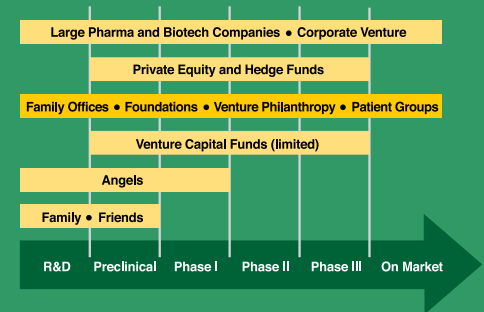 Large Pharma and Biotech Companies ● Corporate Venture
Private Equity and Hedge Funds
Family Offices ● Foundations ● Venture Philanthropy ● Patient Groups
Venture Capital Funds (limited)
Angels
Family ● Friends
R&D Preclinical Phase I Phase II Phase III On Market